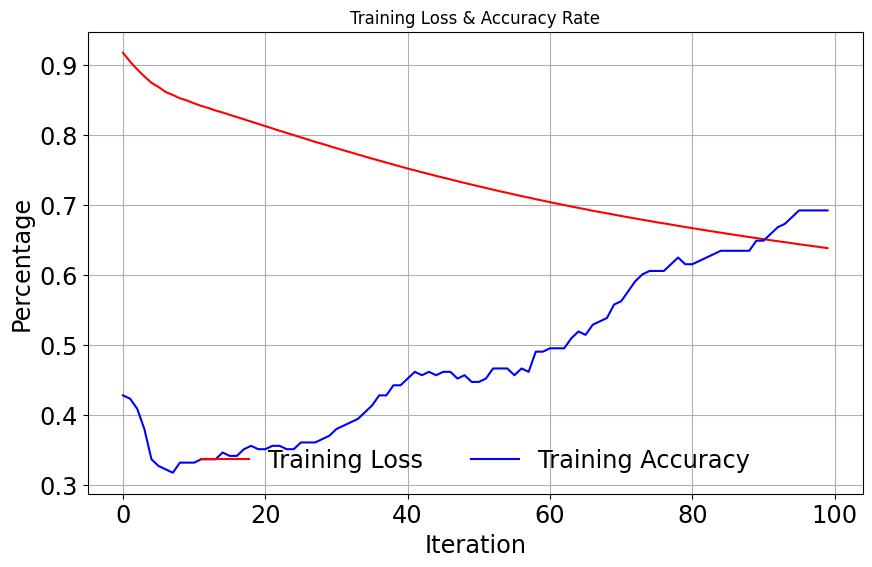 Training Loss & Accuracy Rate
0.9
0.8
0.7
0.6
0.5
0.4
0.3
Percentage
Training Loss
Training Accuracy
0 20 40 60 80 100
Iteration